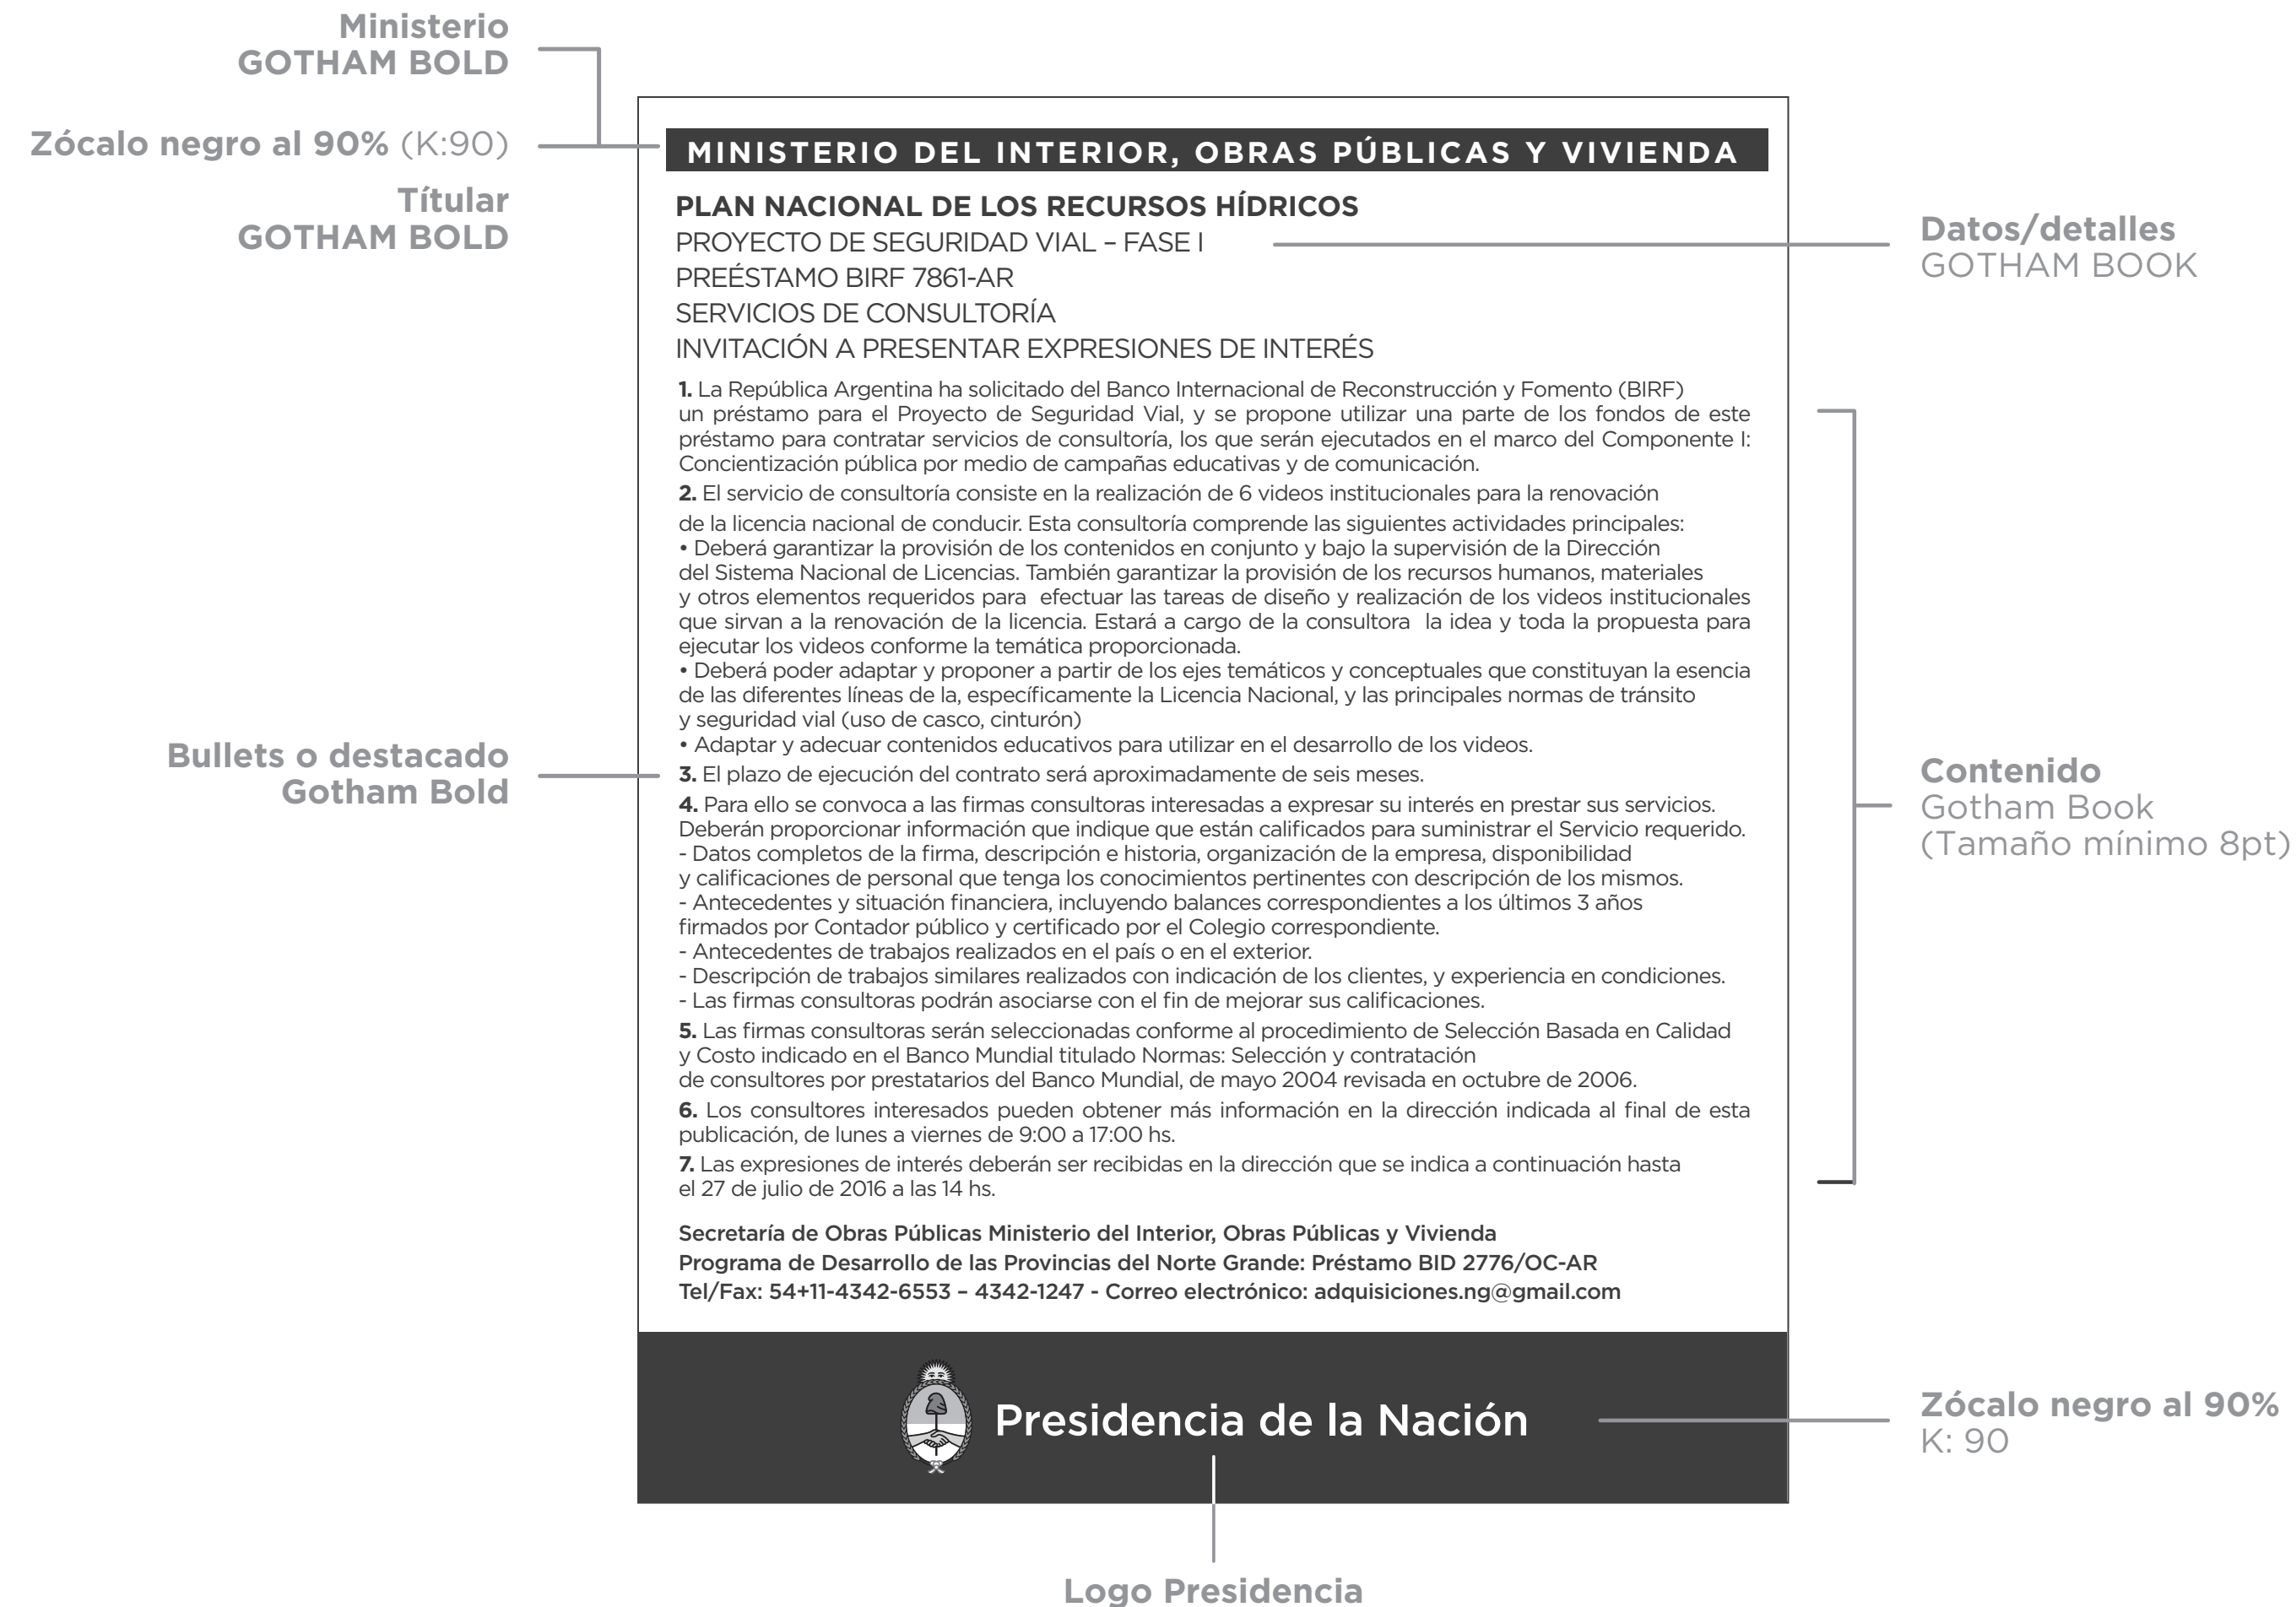 Ministerio
GOTHAM BOLD
Zócalo negro al 90% (K:90)
Títular
GOTHAM BOLD
MINISTERIO DEL INTERIOR, OBRAS PÚBLICAS Y VIVIENDA
PLAN NACIONAL DE LOS RECURSOS HÍDRICOS
PROYECTO DE SEGURIDAD VIAL – FASE I
PREÉSTAMO BIRF 7861-AR
SERVICIOS DE CONSULTORÍA
INVITACIÓN A PRESENTAR EXPRESIONES DE INTERÉS
Datos/detalles
GOTHAM BOOK
1. La República Argentina ha solicitado del Banco Internacional de Reconstrucción y Fomento (BIRF)
un préstamo para el Proyecto de Seguridad Vial, y se propone utilizar una parte de los fondos de este
préstamo para contratar servicios de consultoría, los que serán ejecutados en el marco del Componente I:
Concientización pública por medio de campañas educativas y de comunicación.
2. El servicio de consultoría consiste en la realización de 6 videos institucionales para la renovación
de la licencia nacional de conducir. Esta consultoría comprende las siguientes actividades principales:
• Deberá garantizar la provisión de los contenidos en conjunto y bajo la supervisión de la Dirección
del Sistema Nacional de Licencias. También garantizar la provisión de los recursos humanos, materiales
y otros elementos requeridos para efectuar las tareas de diseño y realización de los videos institucionales
que sirvan a la renovación de la licencia. Estará a cargo de la consultora la idea y toda la propuesta para
ejecutar los videos conforme la temática proporcionada.
• Deberá poder adaptar y proponer a partir de los ejes temáticos y conceptuales que constituyan la esencia
de las diferentes líneas de la, específicamente la Licencia Nacional, y las principales normas de tránsito
y seguridad vial (uso de casco, cinturón)
• Adaptar y adecuar contenidos educativos para utilizar en el desarrollo de los videos.
3. El plazo de ejecución del contrato será aproximadamente de seis meses.
4. Para ello se convoca a las firmas consultoras interesadas a expresar su interés en prestar sus servicios.
Deberán proporcionar información que indique que están calificados para suministrar el Servicio requerido.
- Datos completos de la firma, descripción e historia, organización de la empresa, disponibilidad
y calificaciones de personal que tenga los conocimientos pertinentes con descripción de los mismos.
- Antecedentes y situación financiera, incluyendo balances correspondientes a los últimos 3 años
firmados por Contador público y certificado por el Colegio correspondiente.
- Antecedentes de trabajos realizados en el país o en el exterior.
- Descripción de trabajos similares realizados con indicación de los clientes, y experiencia en condiciones.
- Las firmas consultoras podrán asociarse con el fin de mejorar sus calificaciones.
5. Las firmas consultoras serán seleccionadas conforme al procedimiento de Selección Basada en Calidad
y Costo indicado en el Banco Mundial titulado Normas: Selección y contratación
de consultores por prestatarios del Banco Mundial, de mayo 2004 revisada en octubre de 2006.
6. Los consultores interesados pueden obtener más información en la dirección indicada al final de esta
publicación, de lunes a viernes de 9:00 a 17:00 hs.
7. Las expresiones de interés deberán ser recibidas en la dirección que se indica a continuación hasta
el 27 de julio de 2016 a las 14 hs.
Bullets o destacado
Gotham Bold
Contenido
Gotham Book
(Tamaño mínimo 8pt)
Secretaría de Obras Públicas Ministerio del Interior, Obras Públicas y Vivienda
Programa de Desarrollo de las Provincias del Norte Grande: Préstamo BID 2776/OC-AR
Tel/Fax: 54+11-4342-6553 – 4342-1247 - Correo electrónico: adquisiciones.ng@gmail.com
Presidencia de la Nación
Zócalo negro al 90%
K: 90
Logo Presidencia